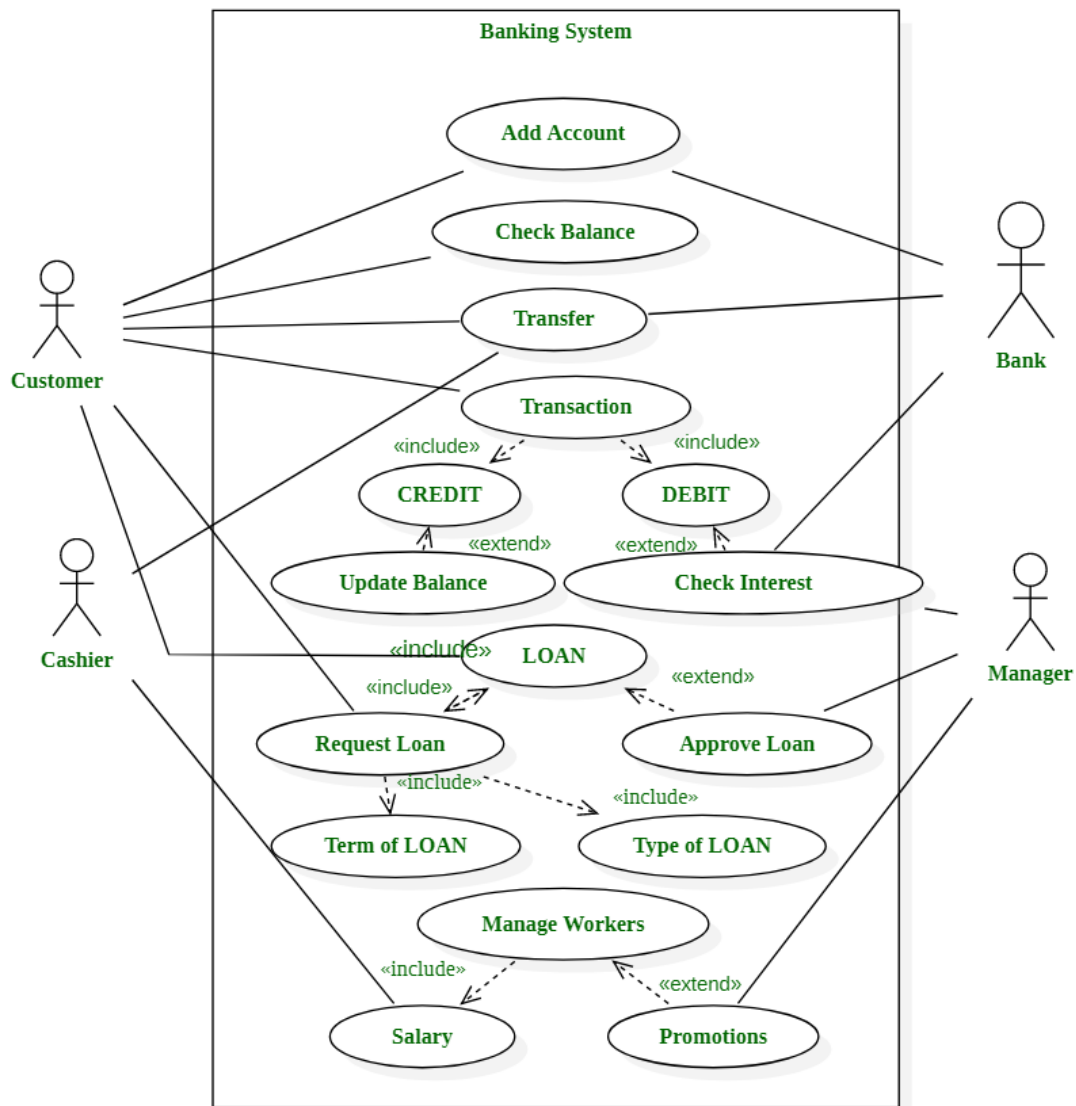 Banking System
Add Account
Check Balance
Transfer
Customer
Bank
Transaction
«include»
«include»
CREDIT
DEBIT
«extend»
«extend»
Update Balance
Check Interest
Cashier
«include»
LOAN
Manager
«include»
«extend»
Request Loan
Approve Loan
«include»
«include»
Term of LOAN
Type of LOAN
Manage Workers
«include»
«extend»
Salary
Promotions